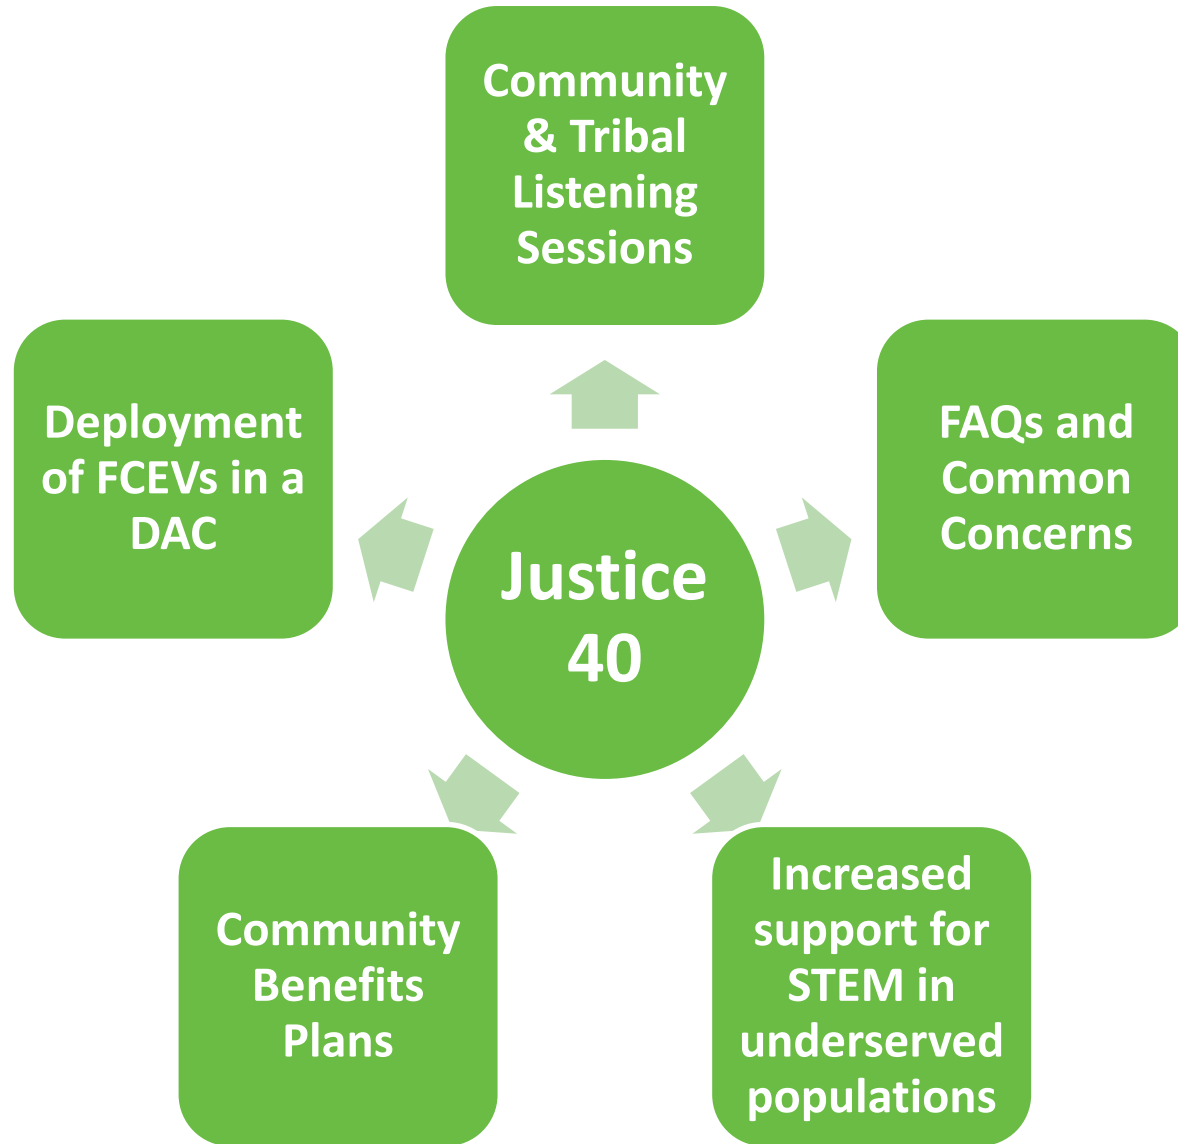 Community
& Tribal
Listening
Sessions
Deployment
of FCEVs in a
DAC
FAQs and
Common
Concerns
Justice
40
Community
Benefits
Plans
Increased
support for
STEM in
underserved
populations